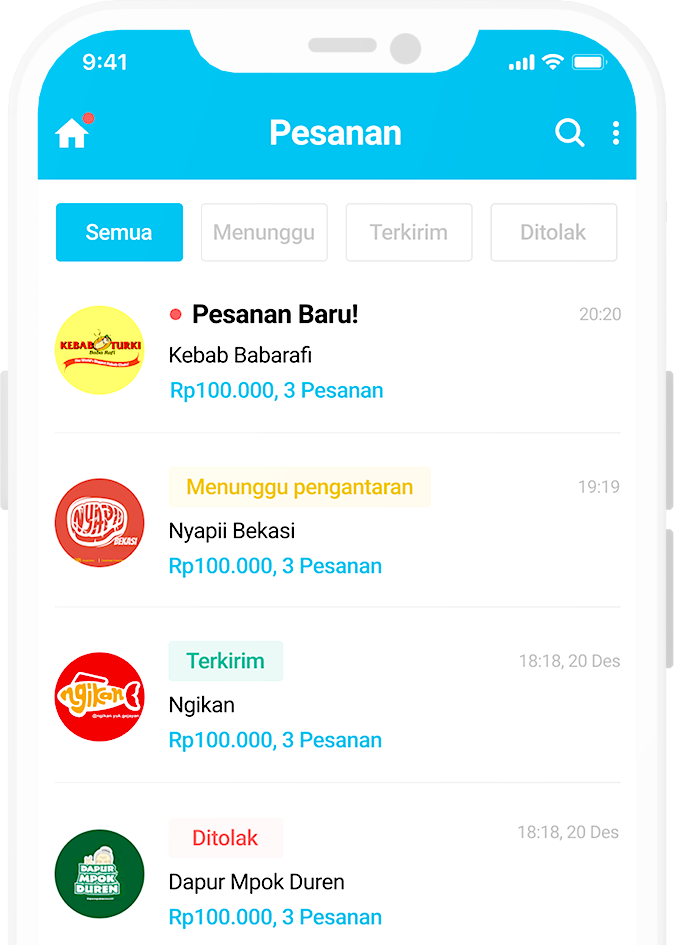 9:41
Pesanan
Semua Menunggu Terkirim Ditolak
Pesanan Baru! 20:20
KEBAB TURKI
Baba Rafi
Kebab Babarafi
Rp100.000, 3 Pesanan
Menunggu pengantaran 19:19
NYAPII
BEKASI
Nyapii Bekasi
Rp100.000, 3 Pesanan
Terkirim 18:18, 20 Des
ngikan
Ngikan
Rp100.000, 3 Pesanan
Ditolak 18:18, 20 Des
DAPUR
MPOK
DUREN
Dapur Mpok Duren
Rp100.000, 3 Pesanan